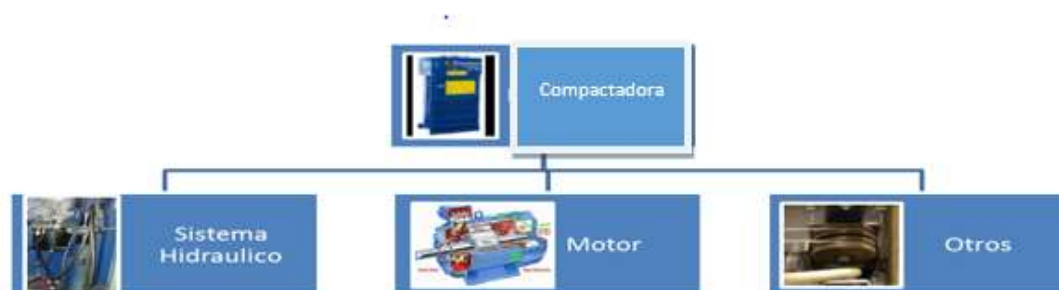 Compactadora
Sistema
Hidraulico
Motor
Otros